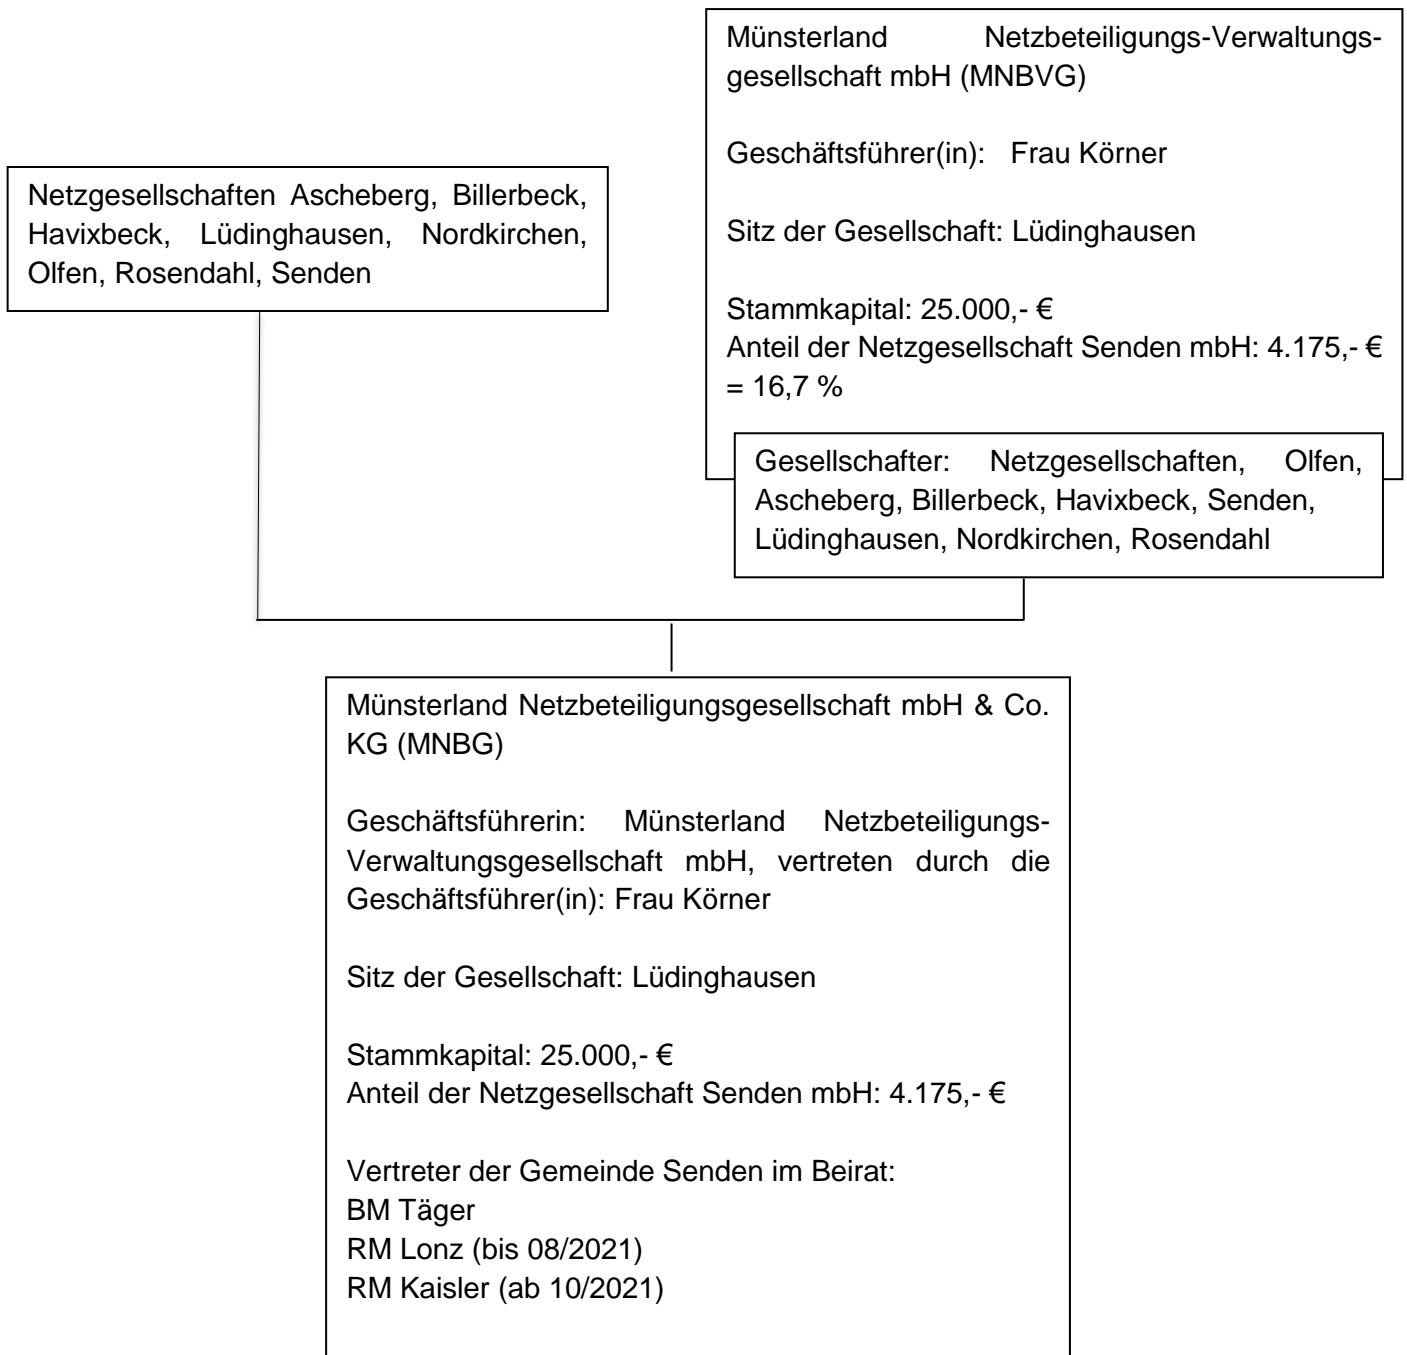 Münsterland Netzbeteiligungs-Verwaltungs-
gesellschaft mbH (MNBVG)
Geschäftsführer(in): Frau Körner
Sitz der Gesellschaft: Lüdinghausen
Stammkapital: 25.000,- €
Anteil der Netzgesellschaft Senden mbH: 4.175,- €
= 16,7 %
Netzgesellschaften Ascheberg, Billerbeck,
Havixbeck, Lüdinghausen, Nordkirchen,
Olfen, Rosendahl, Senden
Gesellschafter: Netzgesellschaften, Olfen,
Ascheberg, Billerbeck, Havixbeck, Senden,
Lüdinghausen, Nordkirchen, Rosendahl
Münsterland Netzbeteiligungsgesellschaft mbH & Co.
KG (MNBG)
Geschäftsführerin: Münsterland Netzbeteiligungs-
Verwaltungsgesellschaft mbH, vertreten durch die
Geschäftsführer(in): Frau Körner
Sitz der Gesellschaft: Lüdinghausen
Stammkapital: 25.000,- €
Anteil der Netzgesellschaft Senden mbH: 4.175,- €
Vertreter der Gemeinde Senden im Beirat:
BM Täger
RM Lonz (bis 08/2021)
RM Kaisler (ab 10/2021)